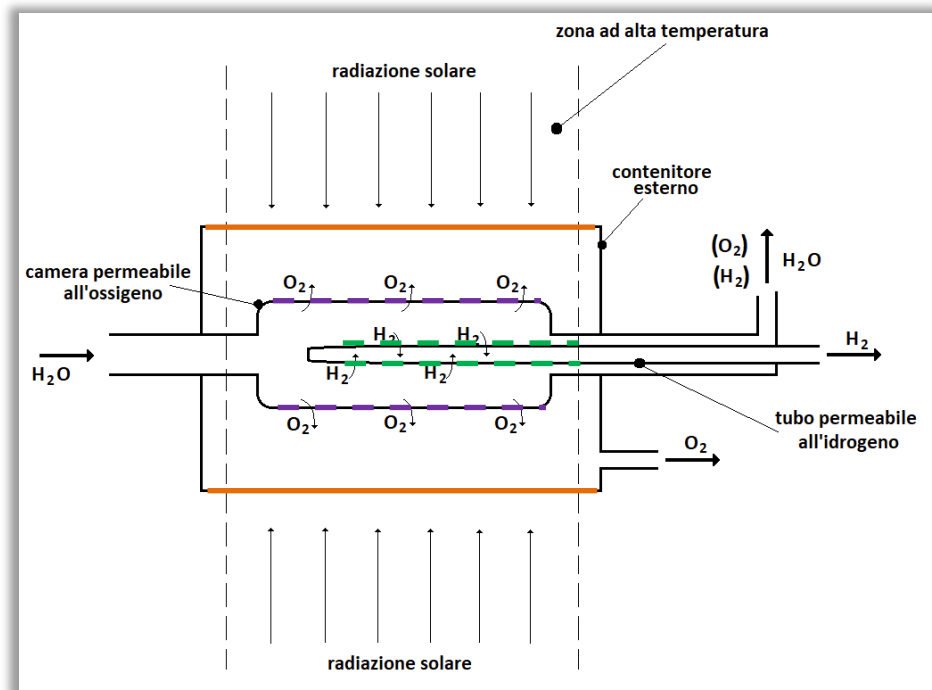 zona ad alta temperatura
radiazione solare
contenitore
esterno
(O₂)
(H₂)
H₂O
camera permeabile
all'ossigeno
O₂ O₂ O₂
H₂ H₂
H₂O
H₂ H₂
H₂
O₂ O₂ O₂
tubo permeabile
all'idrogeno
O₂
radiazione solare